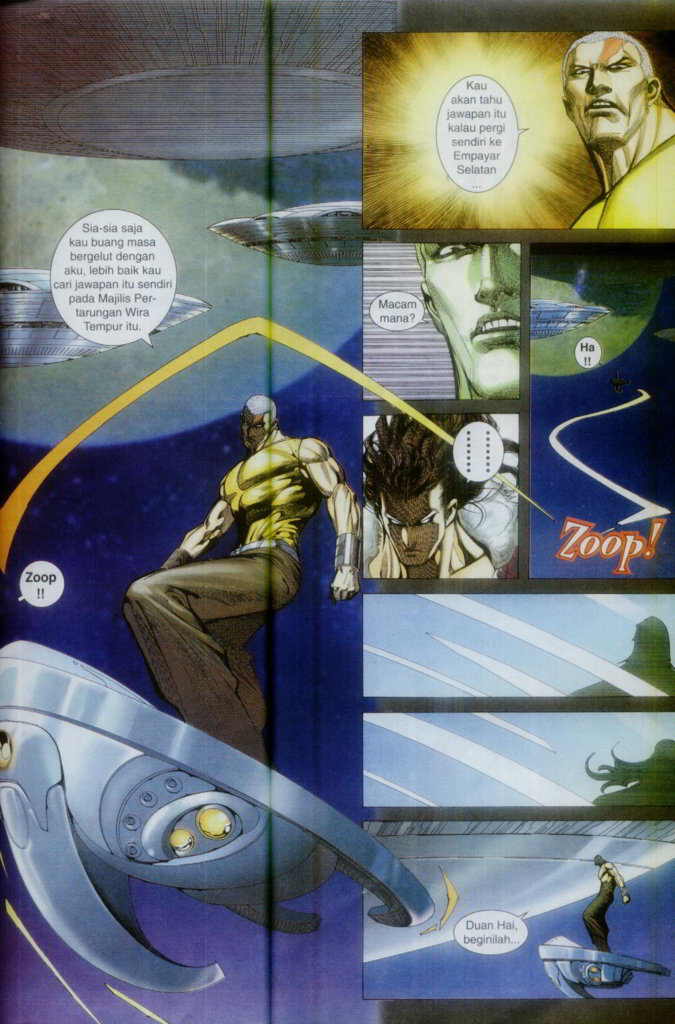 Sia-sia saja
kau buang masa
bergelut dengan
aku, lebih baik kau
cari jawapan itu sendiri
pada Majilis Per-
tarungan Wira
Tempur itu.
Zoop
!!
Kau
akan tahu
jawapan itu
kalau pergi
sendiri ke
Empayar
Selatan
...
Macam
mana?
Ha
!!
Zoop!
Duan Hai,
beginilah...